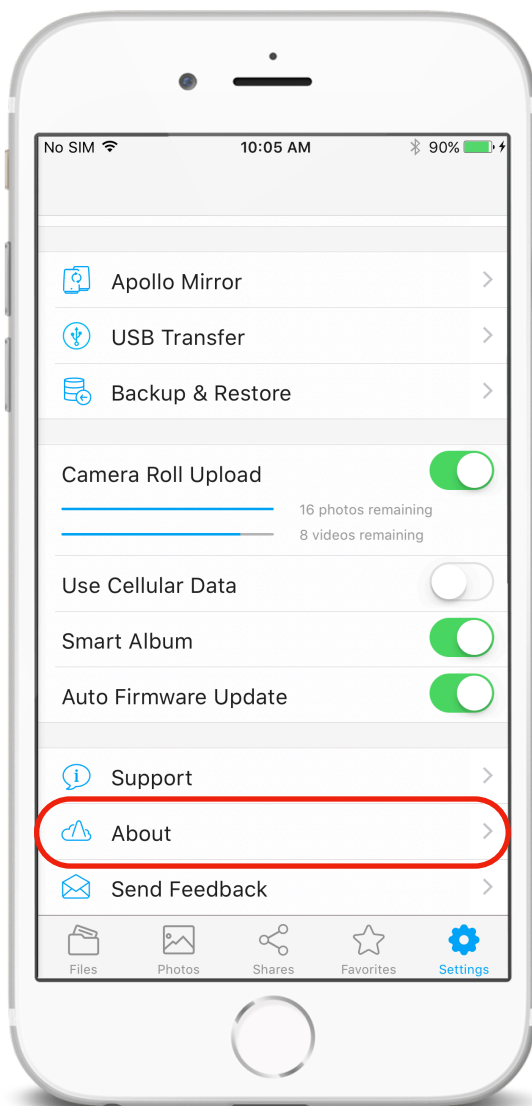 No SIM 10:05 AM 90%
Apollo Mirror
USB Transfer
Backup & Restore
Camera Roll Upload
16 photos remaining
8 videos remaining
Use Cellular Data
Smart Album
Auto Firmware Update
Support
About
Send Feedback
Files Photos Shares Favorites Settings